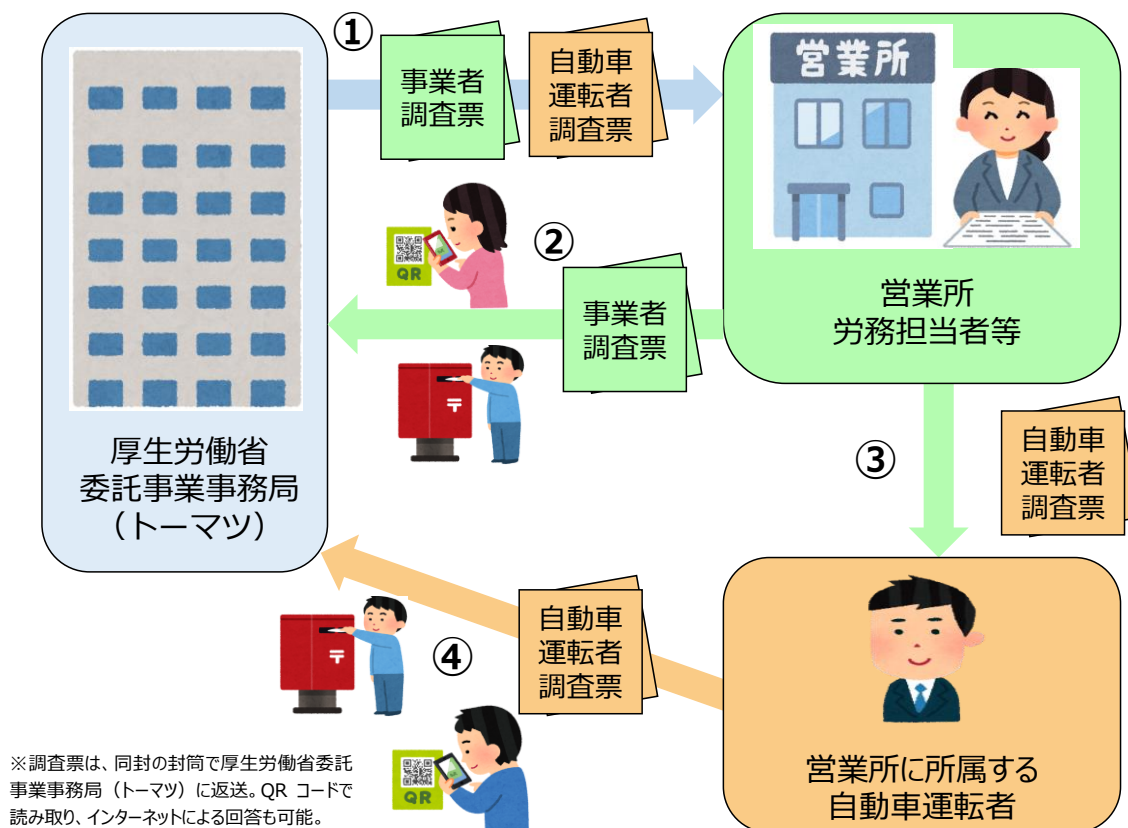 ①
事業者
調査票
自動車
運転者
調査票
営業所
QR
②
事業者
調査票
営業所
労務担当者等
〒
厚生労働省
委託事業事務局
（トーマツ）
③
自動車
運転者
調査票
④
自動車
運転者
調査票
〒
QR
営業所に所属する
自動車運転者
※調査票は、同封の封筒で厚生労働省委託
事業事務局（トーマツ）に返送。QR コードで
読み取り、インターネットによる回答も可能。